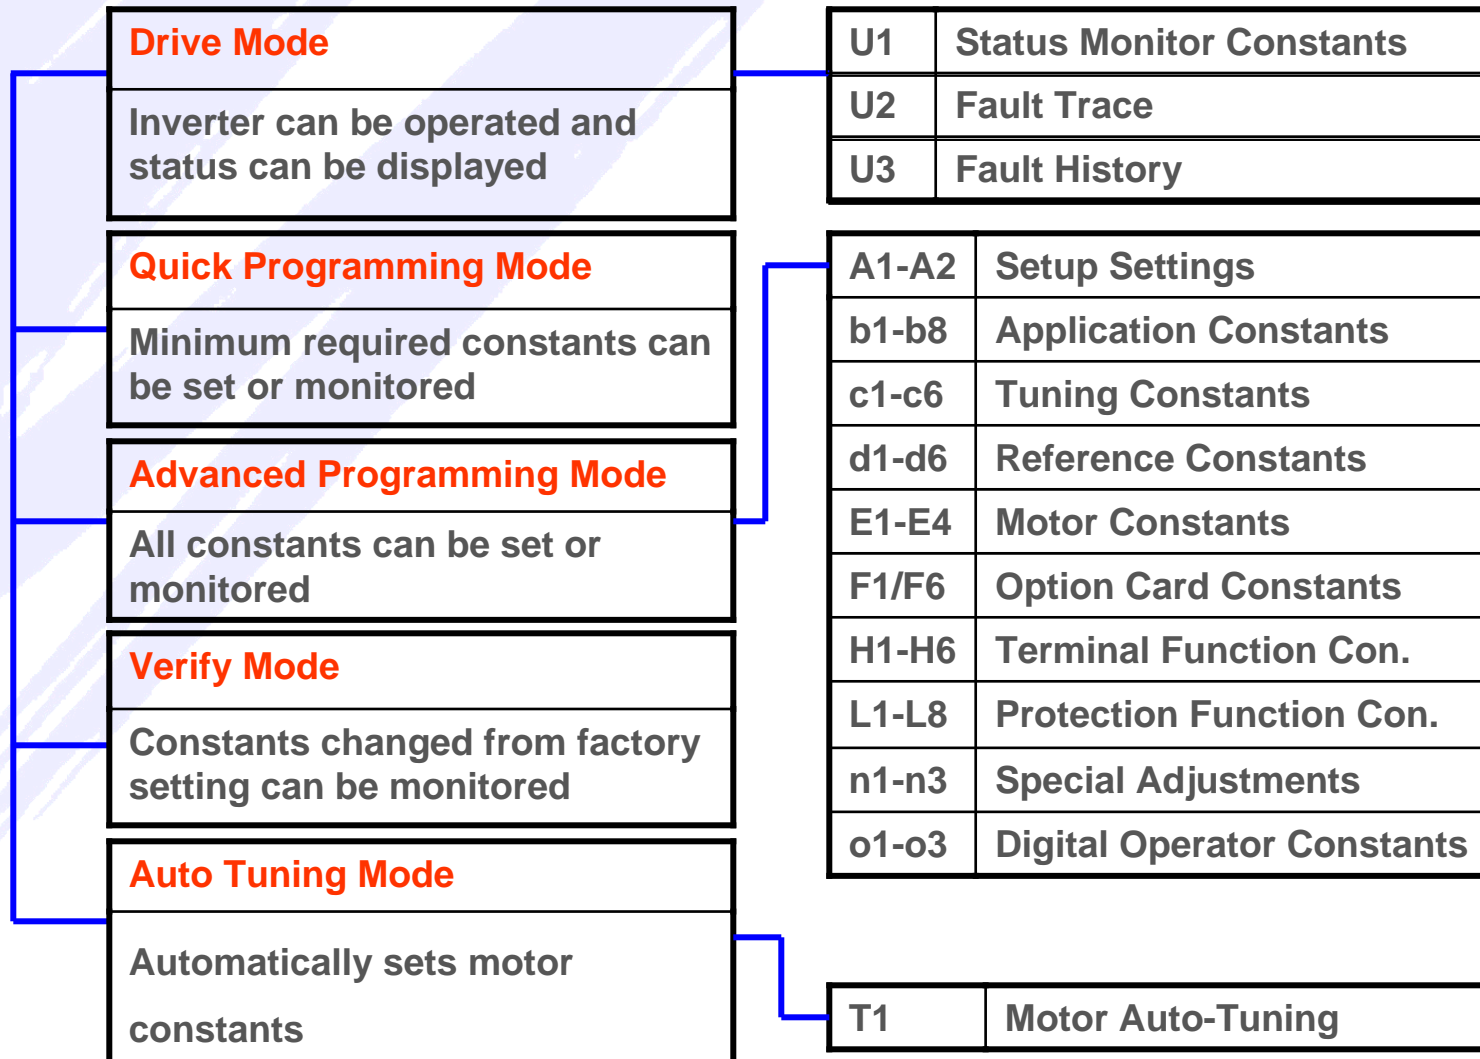 Drive Mode
Inverter can be operated and
status can be displayed
Quick Programming Mode
Minimum required constants can
be set or monitored
Advanced Programming Mode
All constants can be set or
monitored
Verify Mode
Constants changed from factory
setting can be monitored
Auto Tuning Mode
Automatically sets motor
constants
U1 Status Monitor Constants
U2 Fault Trace
U3 Fault History
A1-A2 Setup Settings
b1-b8 Application Constants
c1-c6 Tuning Constants
d1-d6 Reference Constants
E1-E4 Motor Constants
F1/F6 Option Card Constants
H1-H6 Terminal Function Con.
L1-L8 Protection Function Con.
n1-n3 Special Adjustments
o1-o3 Digital Operator Constants
T1 Motor Auto-Tuning